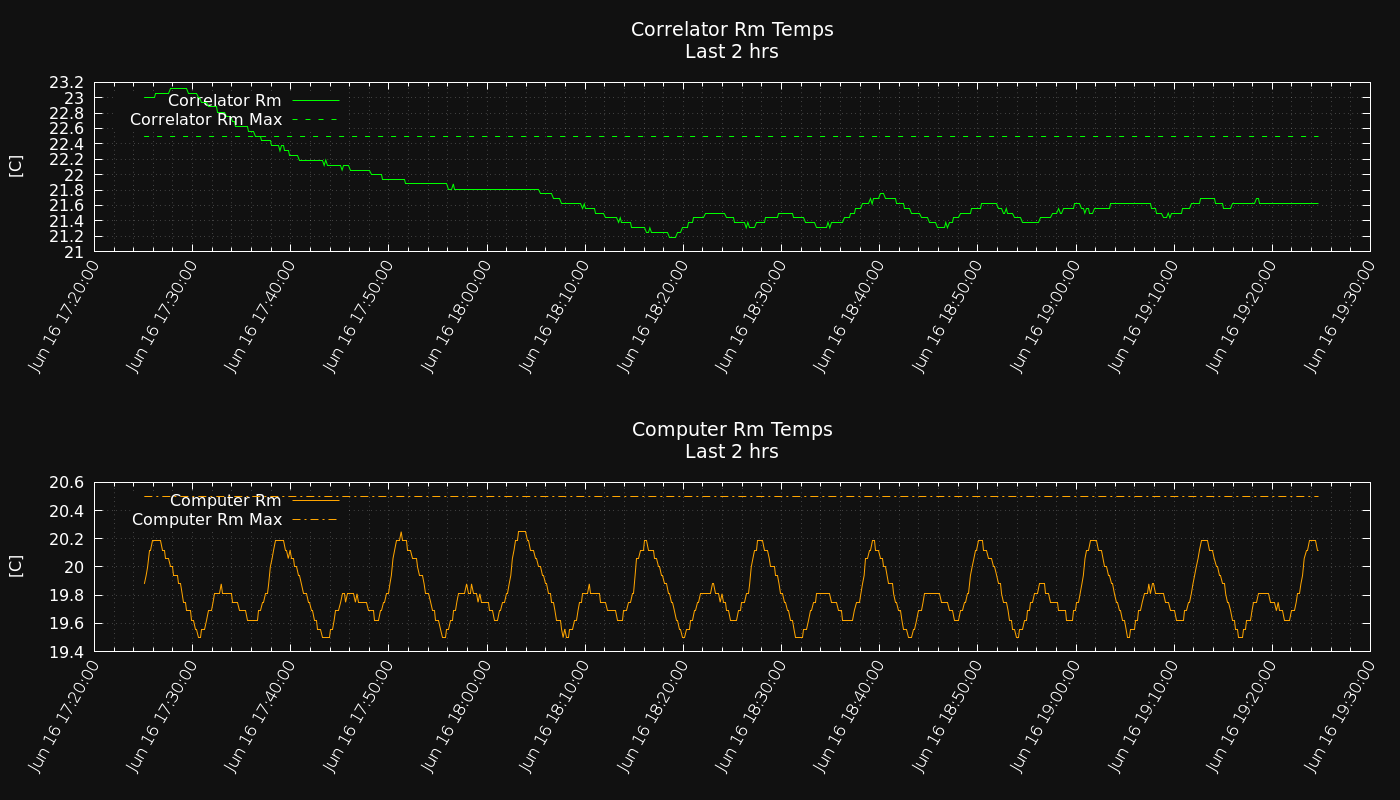 Correlator Rm Temps
Last 2 hrs
23.2
23
22.8
22.6
22.4
22.2
22
21.8
21.6
21.4
21.2
21
[C]
Correlator Rm
Correlator Rm Max
Jun 16 17:20:00
Jun 16 17:30:00
Jun 16 17:40:00
Jun 16 17:50:00
Jun 16 18:00:00
Jun 16 18:10:00
Jun 16 18:20:00
Jun 16 18:30:00
Jun 16 18:40:00
Jun 16 18:50:00
Jun 16 19:00:00
Jun 16 19:10:00
Jun 16 19:20:00
Jun 16 19:30:00
Computer Rm Temps
Last 2 hrs
20.6
20.4
20.2
20
19.8
19.6
19.4
[C]
Computer Rm
Computer Rm Max
Jun 16 17:20:00
Jun 16 17:30:00
Jun 16 17:40:00
Jun 16 17:50:00
Jun 16 18:00:00
Jun 16 18:10:00
Jun 16 18:20:00
Jun 16 18:30:00
Jun 16 18:40:00
Jun 16 18:50:00
Jun 16 19:00:00
Jun 16 19:10:00
Jun 16 19:20:00
Jun 16 19:30:00